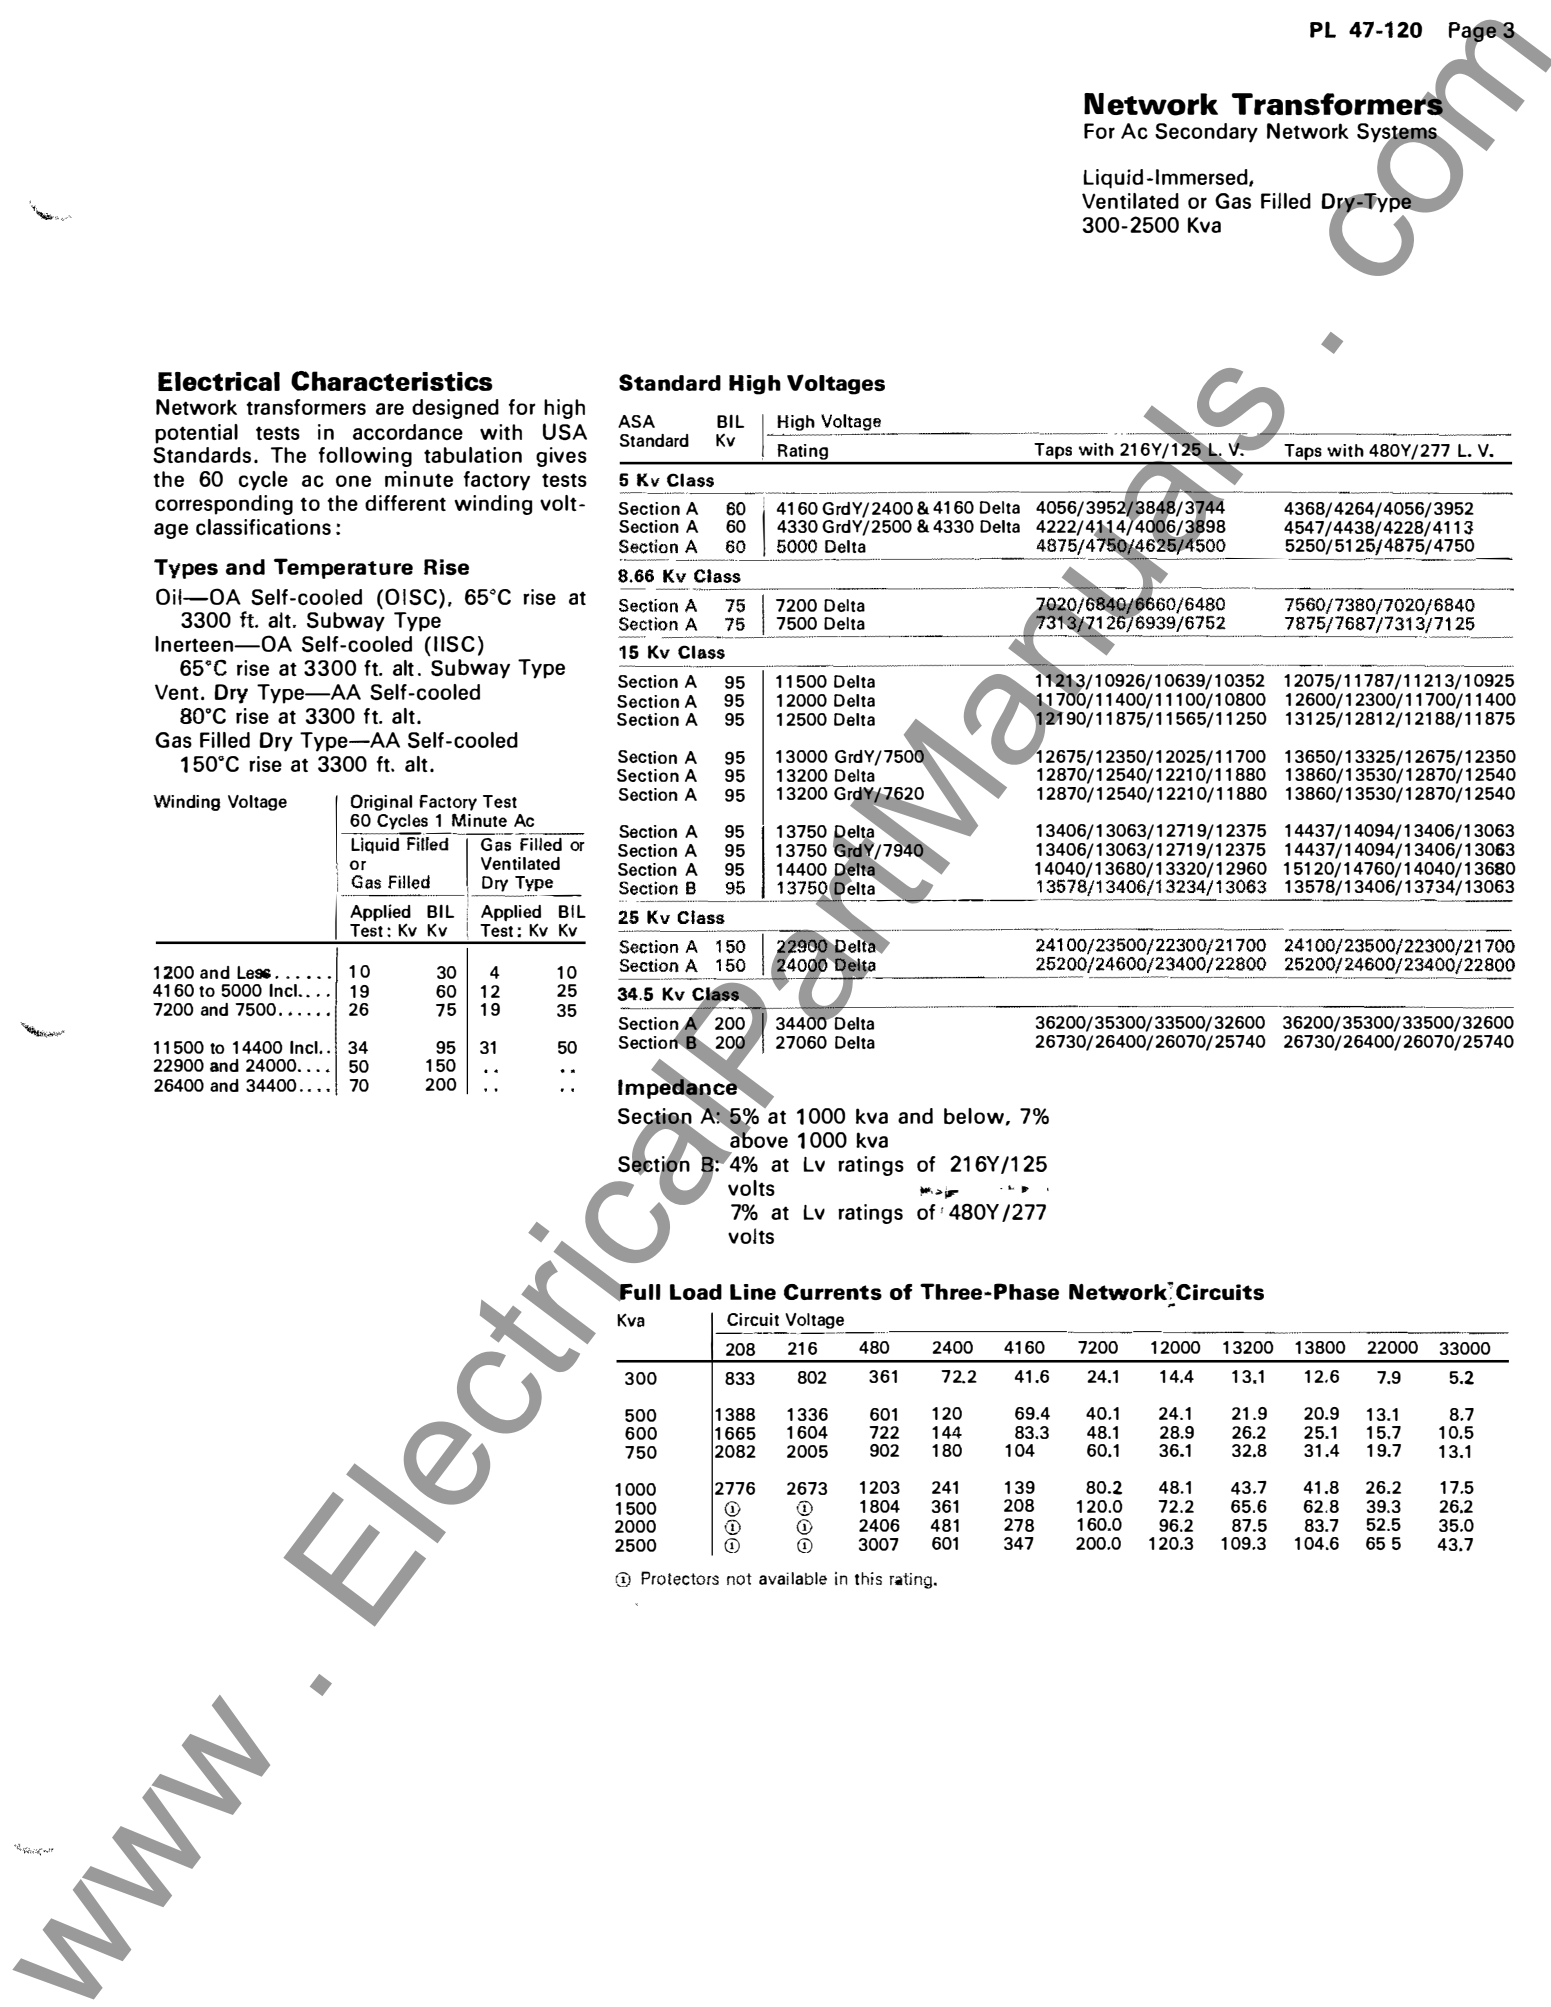 PL 47-120 Page 3
Network Transformers
For Ac Secondary Network Systems
Liquid-Immersed,
Ventilated or Gas Filled Dry-Type
300-2500 Kva
Electrical Characteristics
Network transformers are designed for high
potential tests in accordance with USA
Standards. The following tabulation gives
the 60 cycle ac one minute factory tests
corresponding to the different winding volt-
age classifications:
Types and Temperature Rise
Oil—OA Self-cooled (OISC), 65°C rise at
3300 ft. alt. Subway Type
Inerteen—OA Self-cooled (IISC)
65°C rise at 3300 ft. alt. Subway Type
Vent. Dry Type—AA Self-cooled
80°C rise at 3300 ft. alt.
Gas Filled Dry Type—AA Self-cooled
150°C rise at 3300 ft. alt.
Winding Voltage Original Factory Test
60 Cycles 1 Minute Ac
Liquid Filled Gas Filled or
or Ventilated
Gas Filled Dry Type
Applied BIL Applied BIL
Test: Kv Kv Test: Kv Kv
1200 and Less...... 10 30 4 10
4160 to 5000 Incl.... 19 60 12 25
7200 and 7500...... 26 75 19 35
11500 to 14400 Incl.. 34 95 31 50
22900 and 24000.... 50 150 .. ..
26400 and 34400.... 70 200 .. ..
Standard High Voltages
ASA BIL High Voltage
Standard Kv Rating Taps with 216Y/125 L. V. Taps with 480Y/277 L. V.
5 Kv Class
Section A 60 4160 GrdY/2400 & 4160 Delta 4056/3952/3848/3744 4368/4264/4056/3952
Section A 60 4330 GrdY/2500 & 4330 Delta 4222/4114/4006/3898 4547/4438/4228/4113
Section A 60 5000 Delta 4875/4750/4625/4500 5250/5125/4875/4750
8.66 Kv Class
Section A 75 7200 Delta 7020/6840/6660/6480 7560/7380/7020/6840
Section A 75 7500 Delta 7313/7126/6939/6752 7875/7687/7313/7125
15 Kv Class
Section A 95 11500 Delta 11213/10926/10639/10352 12075/11787/11213/10925
Section A 95 12000 Delta 11700/11400/11100/10800 12600/12300/11700/11400
Section A 95 12500 Delta 12190/11875/11565/11250 13125/12812/12188/11875
Section A 95 13000 GrdY/7500 12675/12350/12025/11700 13650/13325/12675/12350
Section A 95 13200 Delta 12870/12540/12210/11880 13860/13530/12870/12540
Section A 95 13200 GrdY/7620 12870/12540/12210/11880 13860/13530/12870/12540
Section A 95 13750 Delta 13406/13063/12719/12375 14437/14094/13406/13063
Section A 95 13750 GrdY/7940 13406/13063/12719/12375 14437/14094/13406/13063
Section A 95 14400 Delta 14040/13680/13320/12960 15120/14760/14040/13680
Section B 95 13750 Delta 13578/13406/13234/13063 13578/13406/13734/13063
25 Kv Class
Section A 150 22900 Delta 24100/23500/22300/21700 24100/23500/22300/21700
Section A 150 24000 Delta 25200/24600/23400/22800 25200/24600/23400/22800
34.5 Kv Class
Section A 200 34400 Delta 36200/35300/33500/32600 36200/35300/33500/32600
Section B 200 27060 Delta 26730/26400/26070/25740 26730/26400/26070/25740
Impedance
Section A: 5% at 1000 kva and below, 7%
above 1000 kva
Section B: 4% at Lv ratings of 216Y/125
volts
7% at Lv ratings of 480Y/277
volts
Full Load Line Currents of Three-Phase Network Circuits
Kva Circuit Voltage
208 216 480 2400 4160 7200 12000 13200 13800 22000 33000
300 833 802 361 72.2 41.6 24.1 14.4 13.1 12.6 7.9 5.2
500 1388 1336 601 120 69.4 40.1 24.1 21.9 20.9 13.1 8.7
600 1665 1604 722 144 83.3 48.1 28.9 26.2 25.1 15.7 10.5
750 2082 2005 902 180 104 60.1 36.1 32.8 31.4 19.7 13.1
1000 2776 2673 1203 241 139 80.2 48.1 43.7 41.8 26.2 17.5
1500 ① ① 1804 361 208 120.0 72.2 65.6 62.8 39.3 26.2
2000 ① ① 2406 481 278 160.0 96.2 87.5 83.7 52.5 35.0
2500 ① ① 3007 601 347 200.0 120.3 109.3 104.6 65 5 43.7
① Protectors not available in this rating.
www . ElectricalPartManuals . com